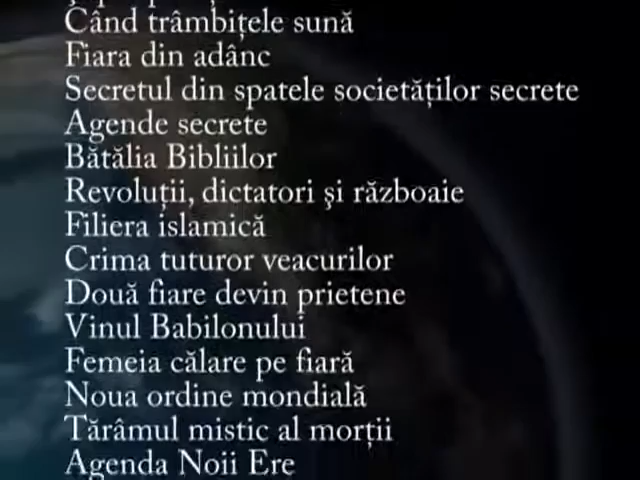 Când trâmbițele sună
Fiara din adânc
Secretul din spatele societăților secrete
Agende secrete
Bătălia Bibliilor
Revoluții, dictatori şi războaie
Filiera islamică
Crima tuturor veacurilor
Două fiare devin prietene
Vinul Babilonului
Femeia călare pe fiară
Noua ordine mondială
Tărâmul mistic al morții
Agenda Noii Ere